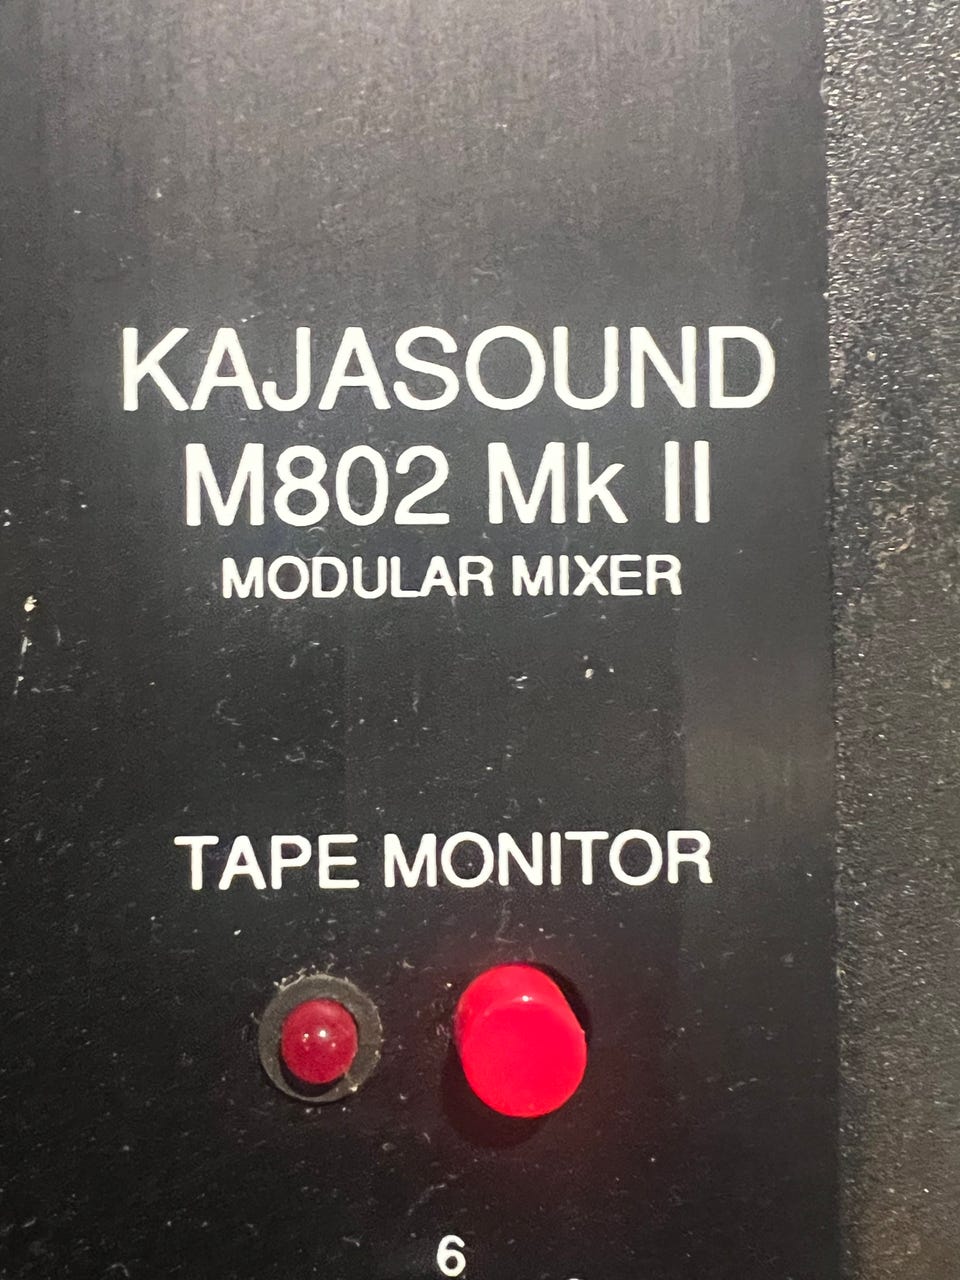 KAJASOUND
M802 Mk II
MODULAR MIXER
TAPE MONITOR
6